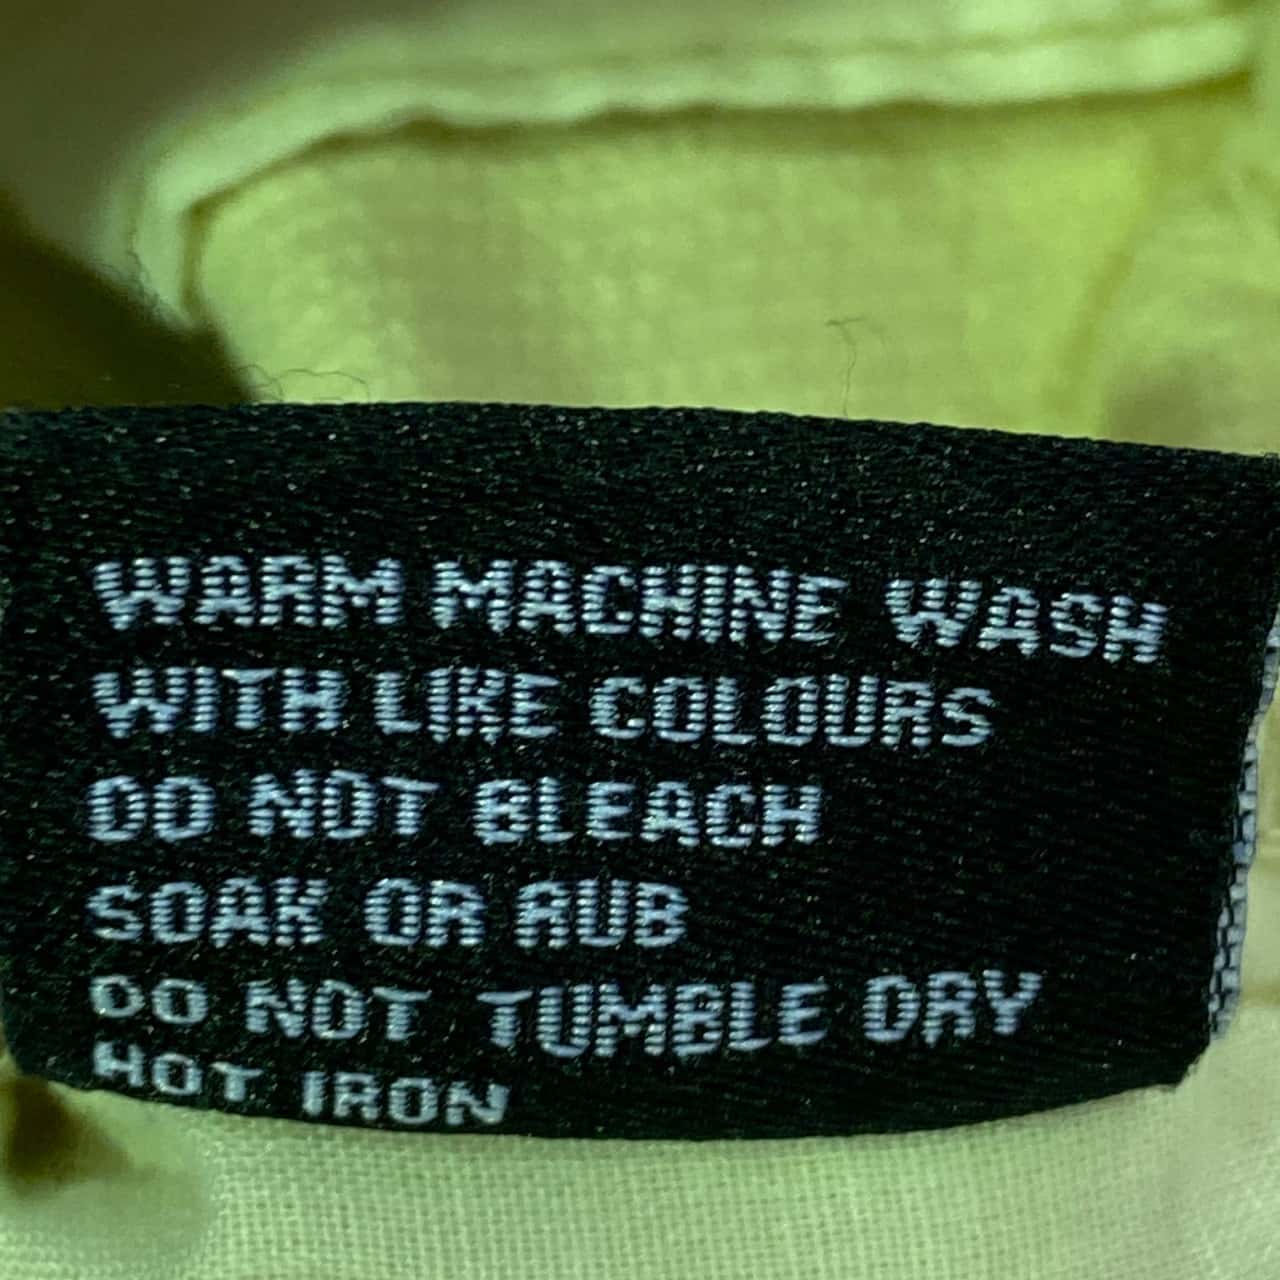 WARM MACHINE WASH
WITH LIKE COLOURS
DO NOT BLEACH
SOAK OR RUB
DO NOT TUMBLE DRY
HOT IRON